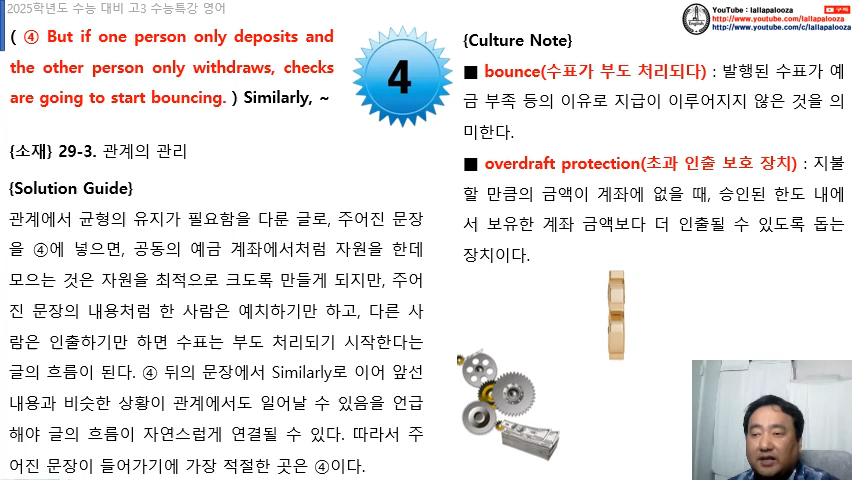 2025학년도 수능 대비 고3 수능특강 영어
YouTube : lallapalooza
구독
http://www.youtube.com/lallapalooza
http://www.youtube.com/c/lallapalooza
( ④ But if one person only deposits and
the other person only withdraws, checks
are going to start bouncing. ) Similarly, ~
4
{소재} 29-3. 관계의 관리
{Solution Guide}
관계에서 균형의 유지가 필요함을 다룬 글로, 주어진 문장
을 ④에 넣으면, 공동의 예금 계좌에서처럼 자원을 한데
모으는 것은 자원을 최적으로 크도록 만들게 되지만, 주어
진 문장의 내용처럼 한 사람은 예치하기만 하고, 다른 사
람은 인출하기만 하면 수표는 부도 처리되기 시작한다는
글의 흐름이 된다. ④ 뒤의 문장에서 Similarly로 이어 앞선
내용과 비슷한 상황이 관계에서도 일어날 수 있음을 언급
해야 글의 흐름이 자연스럽게 연결될 수 있다. 따라서 주
어진 문장이 들어가기에 가장 적절한 곳은 ④이다.
{Culture Note}
■ bounce(수표가 부도 처리되다) : 발행된 수표가 예
금 부족 등의 이유로 지급이 이루어지지 않은 것을 의
미한다.
■ overdraft protection(초과 인출 보호 장치) : 지불
할 만큼의 금액이 계좌에 없을 때, 승인된 한도 내에
서 보유한 계좌 금액보다 더 인출될 수 있도록 돕는
장치이다.